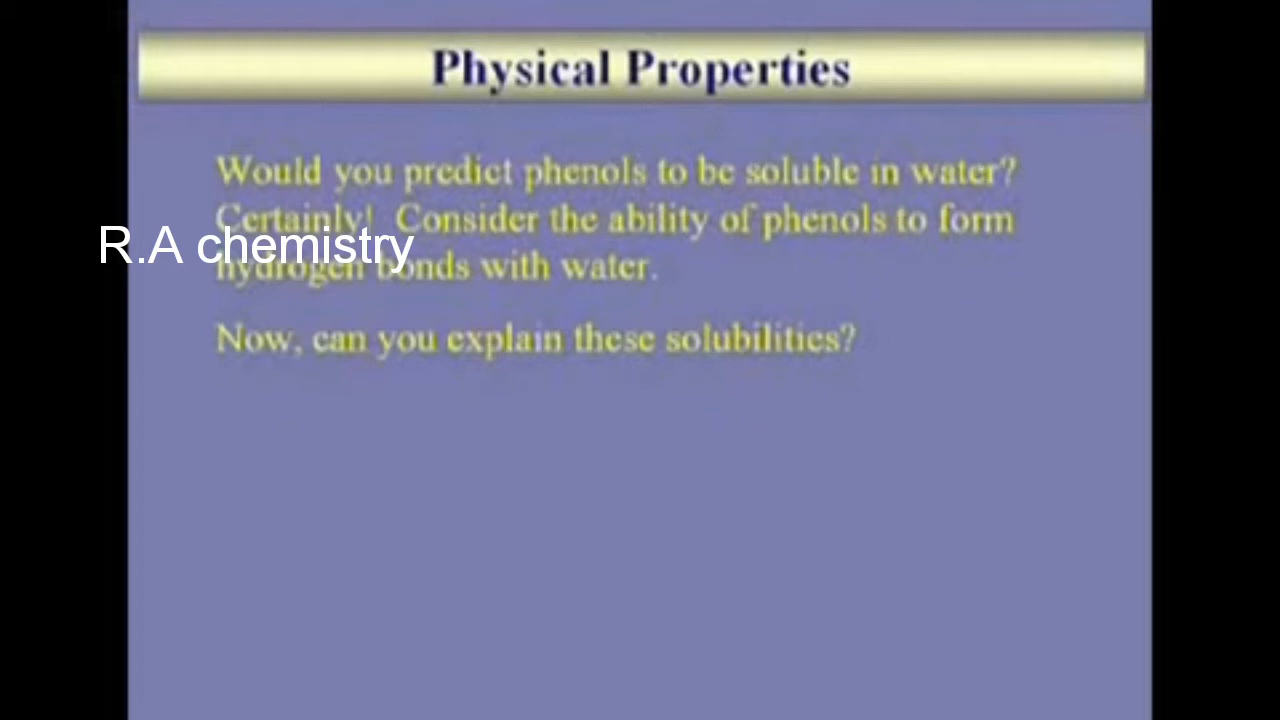 Physical Properties
Would you predict phenols to be soluble in water?
Certainly! Consider the ability of phenols to form
R.A chemistry
hydrogen bonds with water.
Now, can you explain these solubilities?